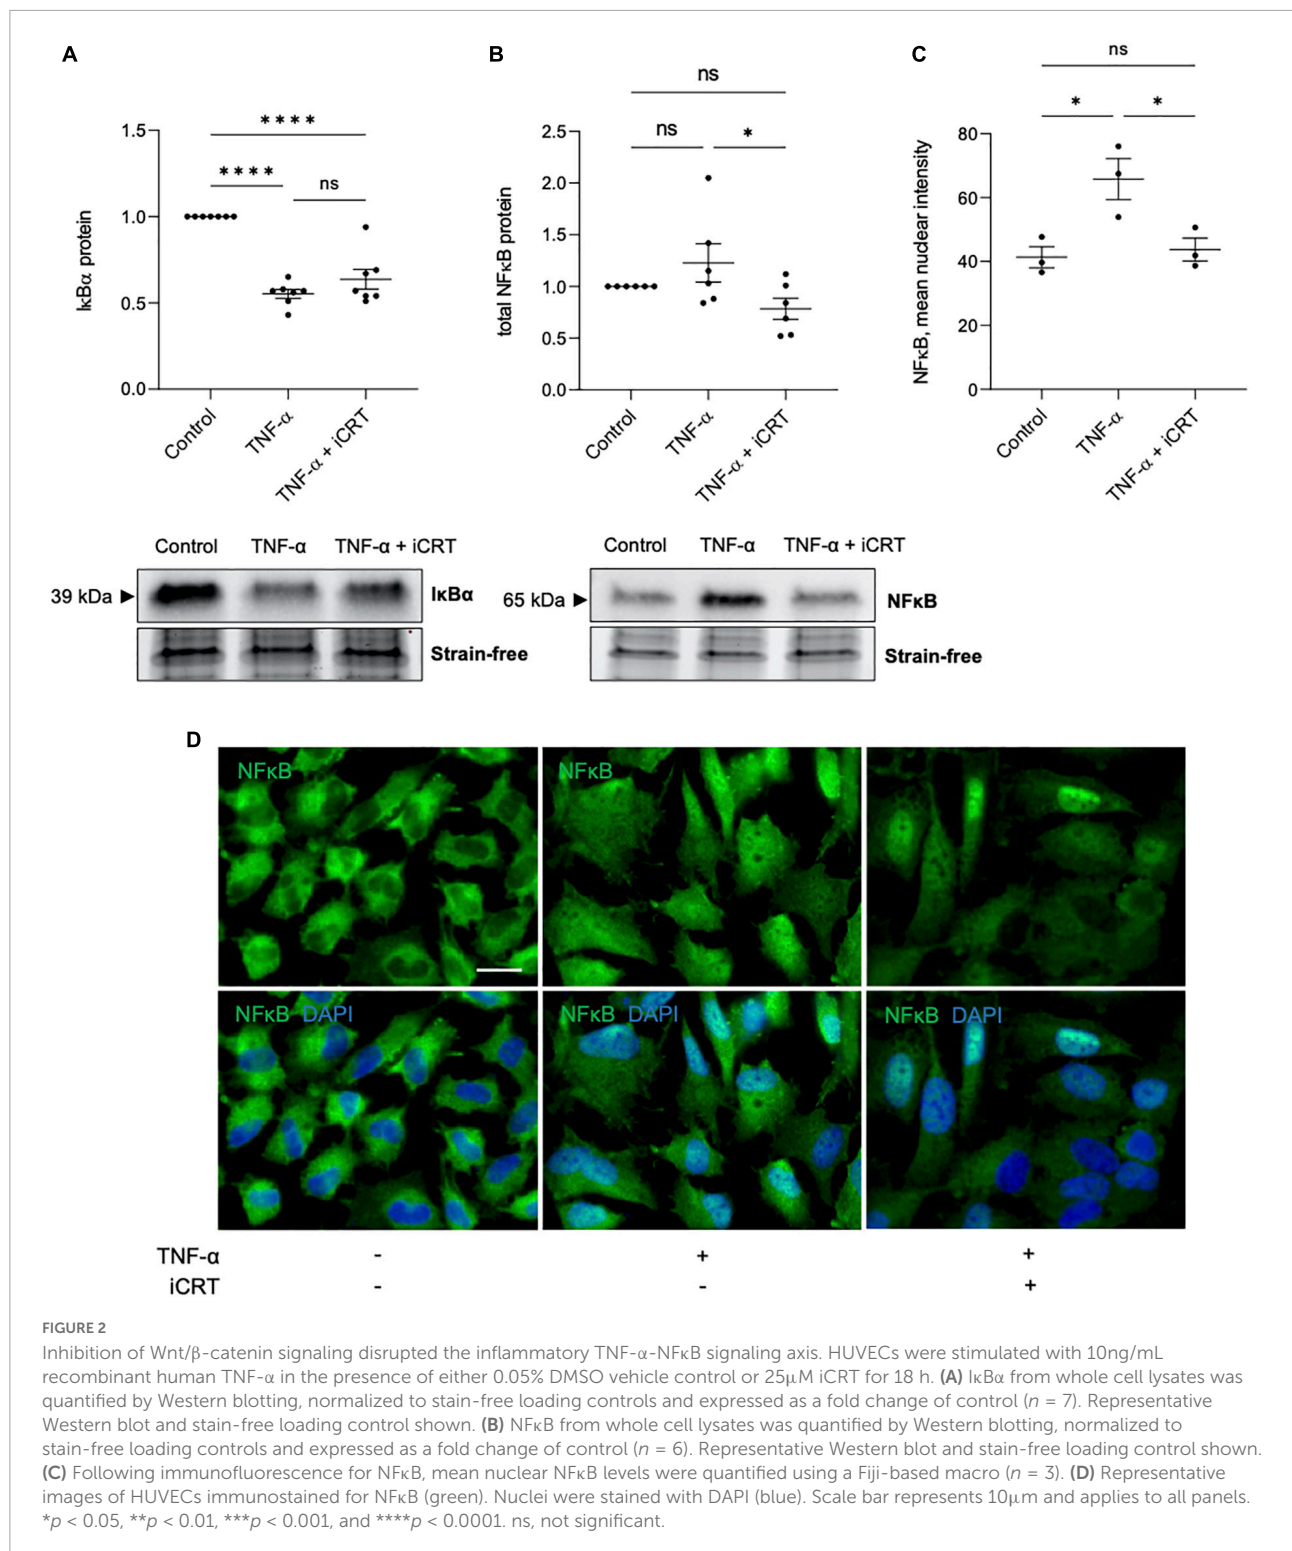 A
B
C
ns
ns
****
****
ns
1.5
1.0
0.5
0.0
IκBα protein
Control
TNF-α
TNF-α + iCRT
ns
*
2.5
2.0
1.5
1.0
0.5
0.0
total NFκB protein
Control
TNF-α
TNF-α + iCRT
ns
*
*
80
60
40
20
0
NFκB, mean nuclear intensity
Control
TNF-α
TNF-α + iCRT
Control TNF-α TNF-α + iCRT
39 kDa
IκBα
Strain-free
Control TNF-α TNF-α + iCRT
65 kDa
NFκB
Strain-free
D
NFκB
NFκB
NFκB DAPI
NFκB DAPI
NFκB DAPI
TNF-α - + +
iCRT - - +
FIGURE 2
Inhibition of Wnt/β-catenin signaling disrupted the inflammatory TNF-α-NFκB signaling axis. HUVECs were stimulated with 10ng/mL
recombinant human TNF-α in the presence of either 0.05% DMSO vehicle control or 25μM iCRT for 18 h. (A) IκBα from whole cell lysates was
quantified by Western blotting, normalized to stain-free loading controls and expressed as a fold change of control (n = 7). Representative
Western blot and stain-free loading control shown. (B) NFκB from whole cell lysates was quantified by Western blotting, normalized to
stain-free loading controls and expressed as a fold change of control (n = 6). Representative Western blot and stain-free loading control shown.
(C) Following immunofluorescence for NFκB, mean nuclear NFκB levels were quantified using a Fiji-based macro (n = 3). (D) Representative
images of HUVECs immunostained for NFκB (green). Nuclei were stained with DAPI (blue). Scale bar represents 10μm and applies to all panels.
*p < 0.05, **p < 0.01, ***p < 0.001, and ****p < 0.0001. ns, not significant.